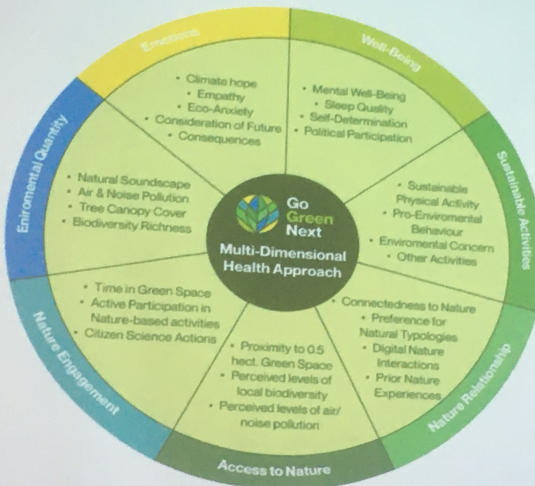 Emotions
• Climate hope
• Empathy
• Eco-Anxiety
• Consideration of Future
• Consequences
Well-Being
• Mental Well-Being
• Sleep Quality
• Self-Determination
• Political Participation
Sustainable Activities
• Sustainable
Physical Activity
• Pro-Enviromental
Behaviour
• Enviromental Concern
• Other Activities
Nature Relationship
• Connectedness to Nature
• Preference for
Natural Typologies
• Digital Nature
Interactions
• Prior Nature
Experiences
Access to Nature
• Proximity to 0.5
hect. Green Space
• Perceived levels of
local biodiversity
• Perceived levels of air/
noise pollution
Nature Engagement
• Time in Green Space
• Active Participation in
Nature-based activities
• Citizen Science Actions
Enviromental Quantity
• Natural Soundscape
• Air & Noise Pollution
• Tree Canopy Cover
• Biodiversity Richness
Go
Green
Next
Multi-Dimensional
Health Approach